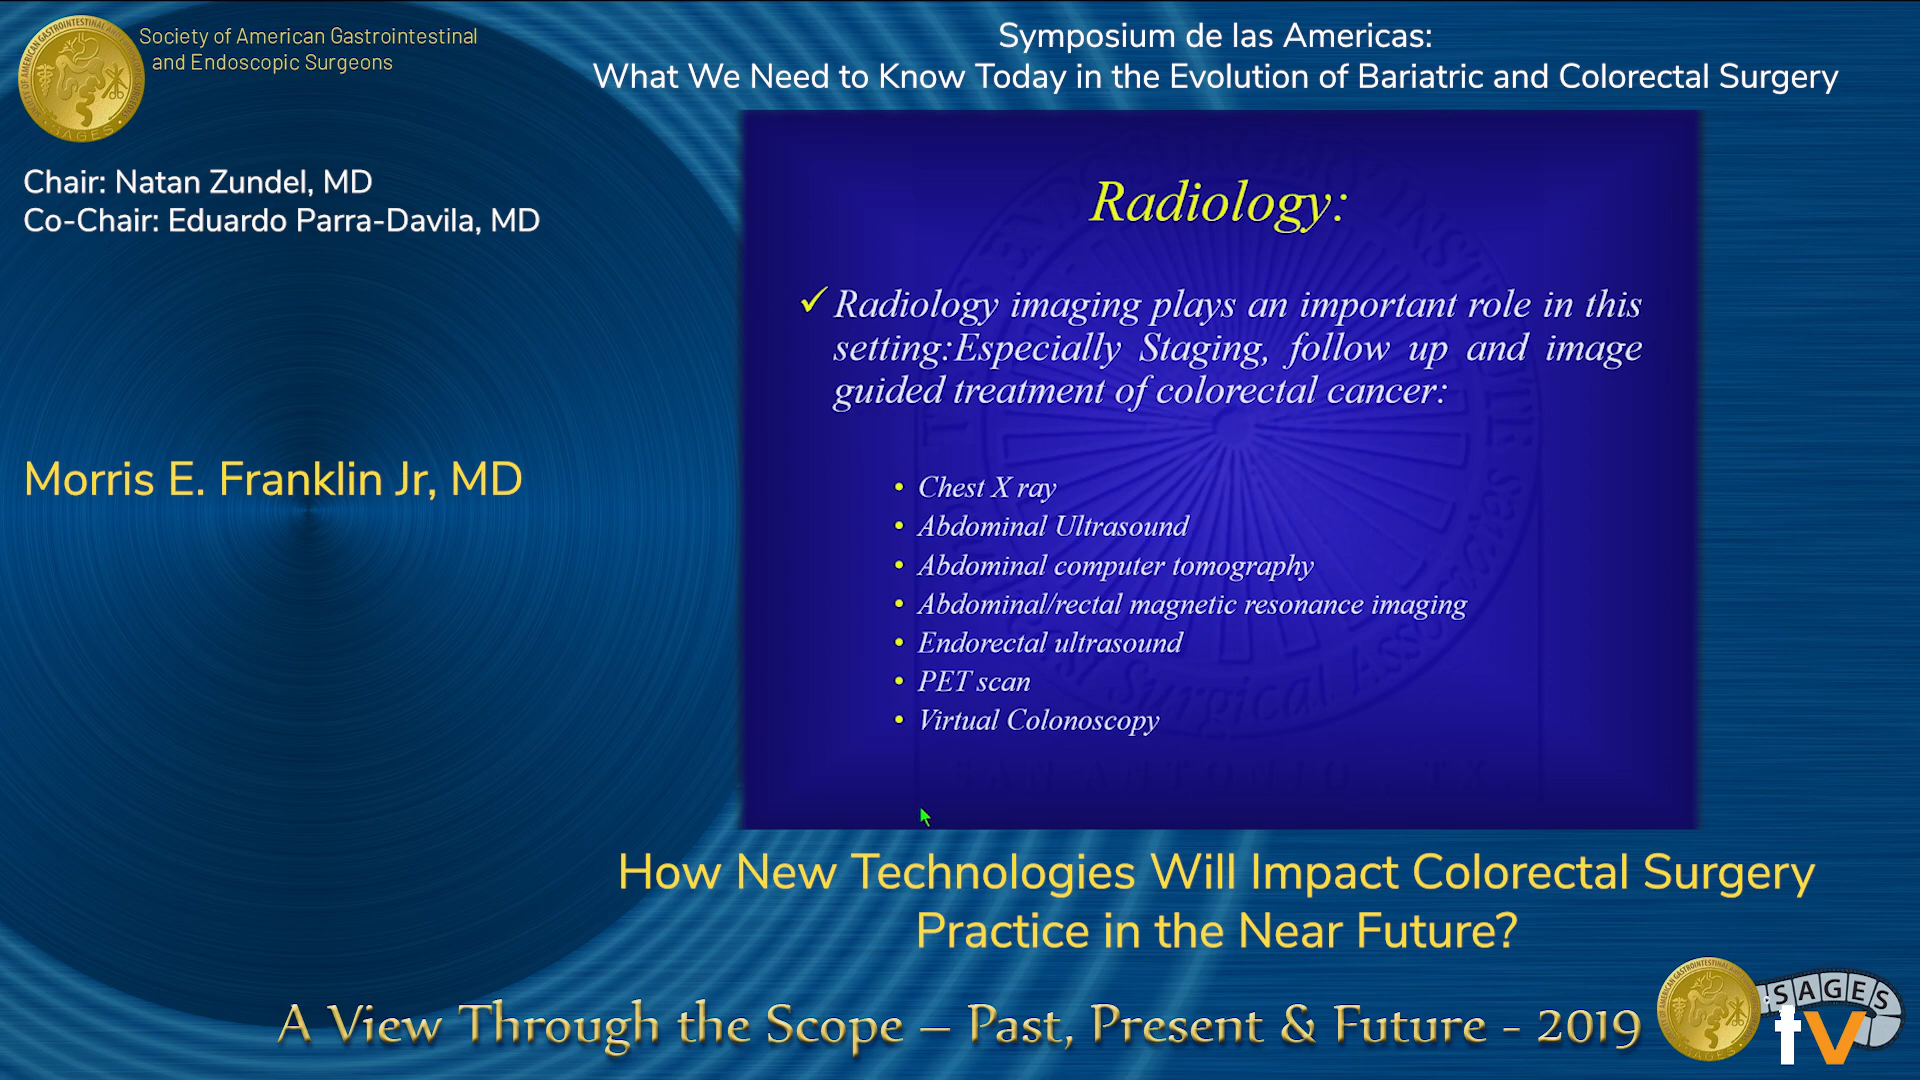 Society of American Gastrointestinal
and Endoscopic Surgeons
Symposium de las Americas:
What We Need to Know Today in the Evolution of Bariatric and Colorectal Surgery
SAGES
Chair: Natan Zundel, MD
Co-Chair: Eduardo Parra-Davila, MD
Morris E. Franklin Jr, MD
Radiology:
✓ Radiology imaging plays an important role in this
setting:Especially Staging, follow up and image
guided treatment of colorectal cancer:
• Chest X ray
• Abdominal Ultrasound
• Abdominal computer tomography
• Abdominal/rectal magnetic resonance imaging
• Endorectal ultrasound
• PET scan
• Virtual Colonoscopy
SAN ANTONIO, TX
How New Technologies Will Impact Colorectal Surgery
Practice in the Near Future?
A View Through the Scope – Past, Present & Future - 2019
SAGES
tv